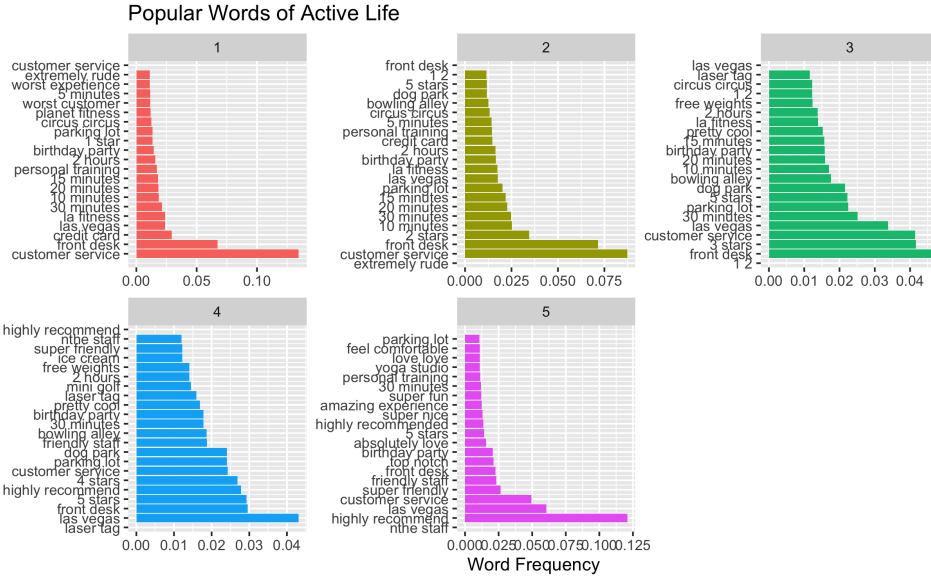 Popular Words of Active Life
1
customer service
extremely rude
worst experience
5 minutes
worst customer
planet fitness
circus circus
parking lot
1 star
birthday party
2 hours
personal training
15 minutes
20 minutes
10 minutes
30 minutes
la fitness
las vegas
credit card
front desk
customer service
0.00 0.05 0.10
2
front desk
1 2
5 stars
dog park
bowling alley
circus circus
5 minutes
personal training
credit card
2 hours
birthday party
la fitness
las vegas
parking lot
15 minutes
20 minutes
30 minutes
10 minutes
2 stars
front desk
customer service
extremely rude
0.000 0.025 0.050 0.075
3
las vegas
laser tag
circus circus
1 2
free weights
2 hours
la fitness
pretty cool
15 minutes
birthday party
20 minutes
10 minutes
bowling alley
dog park
5 stars
parking lot
30 minutes
las vegas
customer service
3 stars
front desk
1 2
0.00 0.01 0.02 0.03 0.04
4
highly recommend
nthe staff
super friendly
ice cream
free weights
2 hours
mini golf
laser tag
pretty cool
birthday party
30 minutes
bowling alley
friendly staff
dog park
parking lot
customer service
4 stars
highly recommend
5 stars
front desk
las vegas
laser tag
0.00 0.01 0.02 0.03 0.04
5
parking lot
feel comfortable
love love
yoga studio
personal training
30 minutes
super fun
amazing experience
super nice
highly recommended
5 stars
absolutely love
birthday party
top notch
front desk
friendly staff
super friendly
customer service
las vegas
highly recommend
nthe staff
0.000 0.025 0.050 0.075 0.100 0.125
Word Frequency